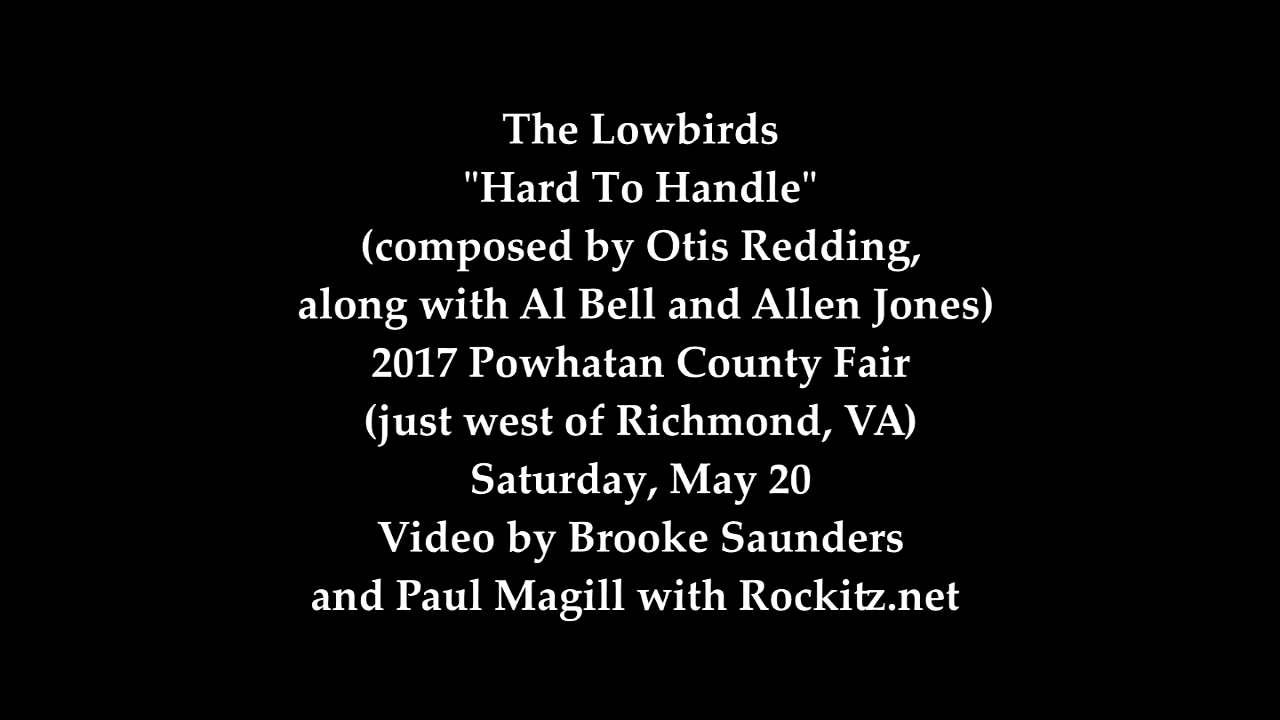 The Lowbirds
"Hard To Handle"
(composed by Otis Redding,
along with Al Bell and Allen Jones)
2017 Powhatan County Fair
(just west of Richmond, VA)
Saturday, May 20
Video by Brooke Saunders
and Paul Magill with Rockitz.net